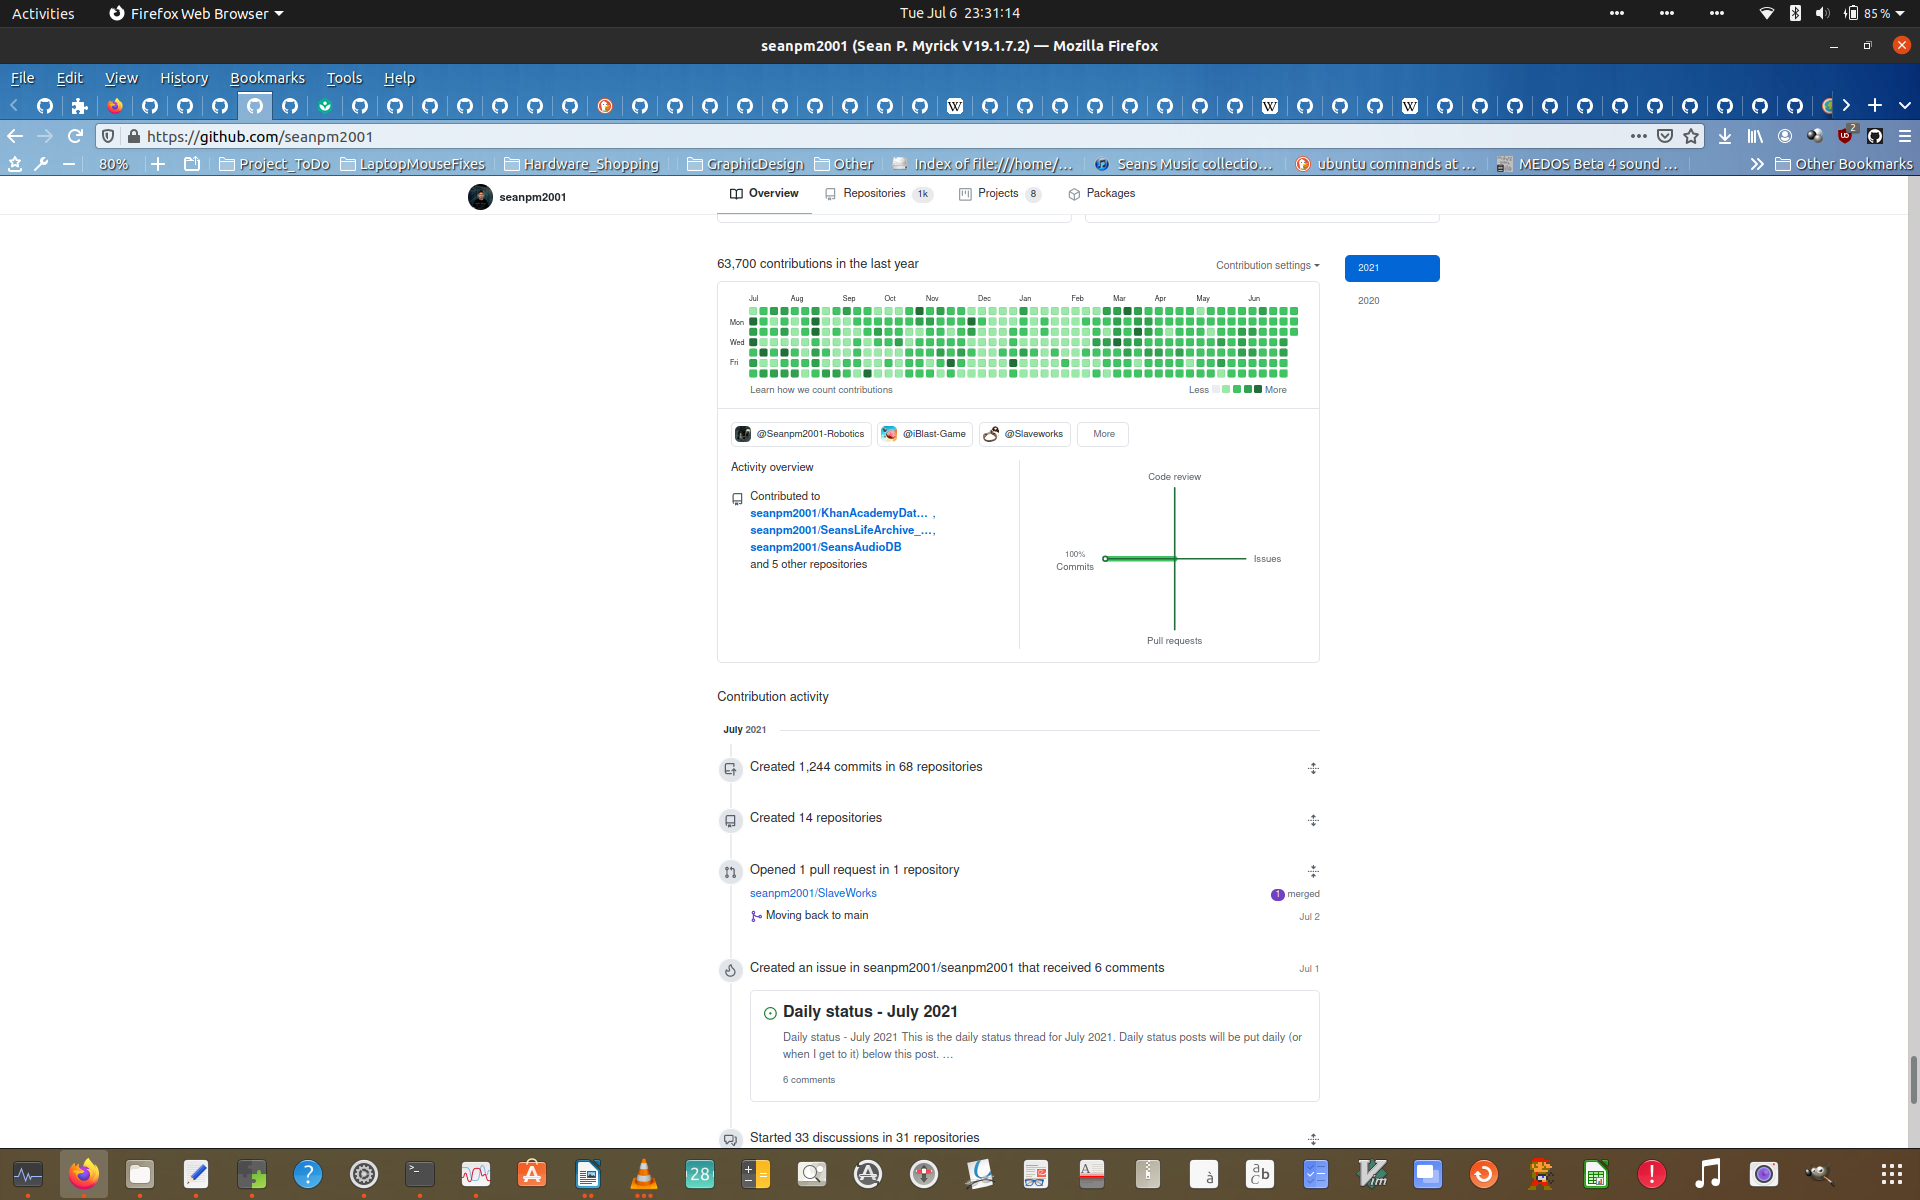 Activities
Firefox Web Browser
Tue Jul 6 23:31:14
85 %
seanpm2001 (Sean P. Myrick V19.1.7.2) — Mozilla Firefox
File Edit View History Bookmarks Tools Help
https://github.com/seanpm2001
2
80%
Project_ToDo
LaptopMouseFixes
Hardware_Shopping
GraphicDesign
Other
Index of file:///home/...
Seans Music collectio...
ubuntu commands at ...
MEDOS Beta 4 sound ...
Other Bookmarks
seanpm2001
Overview
Repositories 1k
Projects 8
Packages
63,700 contributions in the last year
Contribution settings
2021
2020
Jul Aug Sep Oct Nov Dec Jan Feb Mar Apr May Jun
Mon
Wed
Fri
Learn how we count contributions
Less More
@Seanpm2001-Robotics
@iBlast-Game
@Slaveworks
More
Activity overview
Contributed to
seanpm2001/KhanAcademyDat... ,
seanpm2001/SeansLifeArchive_...,
seanpm2001/SeansAudioDB
and 5 other repositories
Code review
100%
Commits
Issues
Pull requests
Contribution activity
July 2021
Created 1,244 commits in 68 repositories
Created 14 repositories
Opened 1 pull request in 1 repository
seanpm2001/SlaveWorks
1 merged
Moving back to main
Jul 2
Created an issue in seanpm2001/seanpm2001 that received 6 comments
Jul 1
Daily status - July 2021
Daily status - July 2021 This is the daily status thread for July 2021. Daily status posts will be put daily (or
when I get to it) below this post. …
6 comments
Started 33 discussions in 31 repositories
28